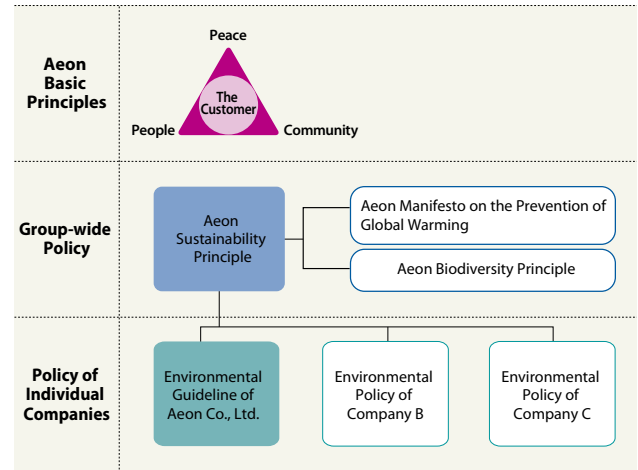 Aeon
Basic
Principles
Peace
The
Customer
People
Community
Group-wide
Policy
Aeon
Sustainability
Principle
Aeon Manifesto on the Prevention of
Global Warming
Aeon Biodiversity Principle
Policy of
Individual
Companies
Environmental
Guideline of
Aeon Co., Ltd.
Environmental
Policy of
Company B
Environmental
Policy of
Company C